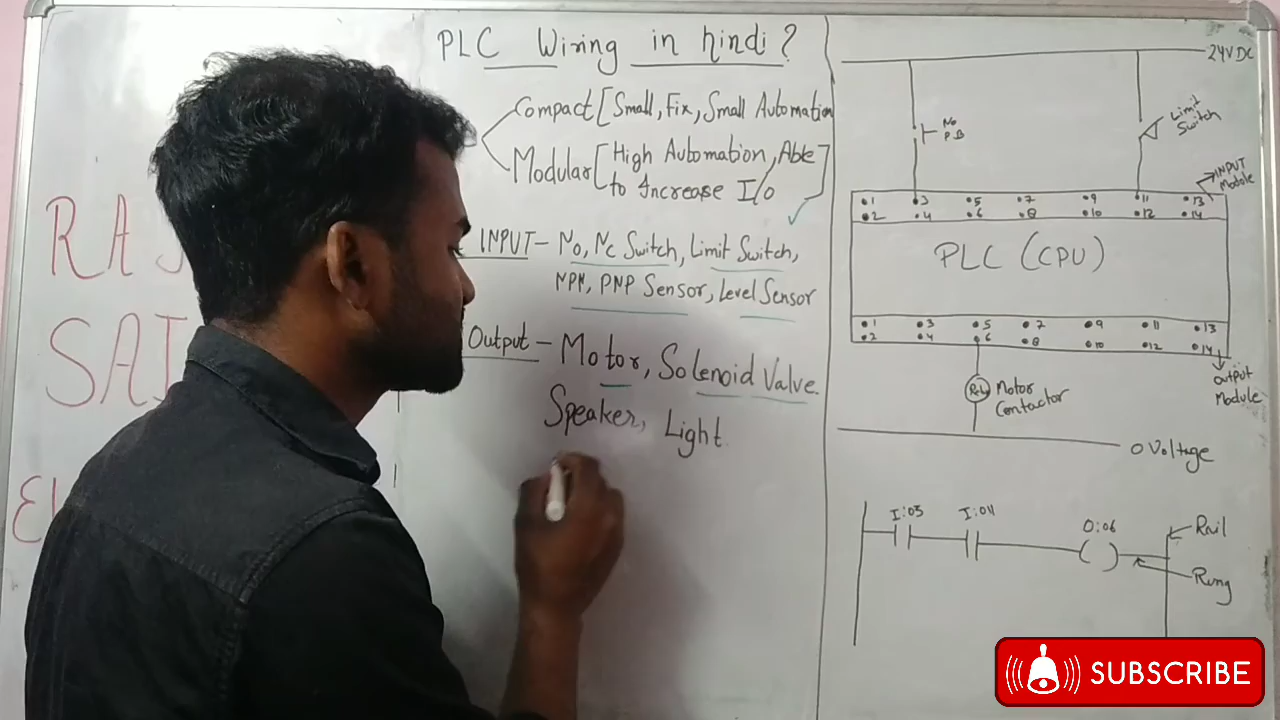 PLC Wiring in hindi?
Compact [Small, Fix, Small Automation
Modular [High Automation, Able]
to Increase I/o
INPUT - No, Nc Switch, Limit Switch,
NPN, PNP Sensor, Level Sensor
Output - Motor, Solenoid Valve.
Speaker, Light
RAJ
SAI
24V DC
No
P.B
Limit
Switch
INPUT
Module
1 3 5 7 9 11 13
2 4 6 8 10 12 14
PLC (CPU)
1 3 5 7 9 11 13
2 4 6 8 10 12 14
Motor
Contactor
OUTPUT
Module
0 Voltage
I:03 I:011 O:06
Rail
Rung
SUBSCRIBE